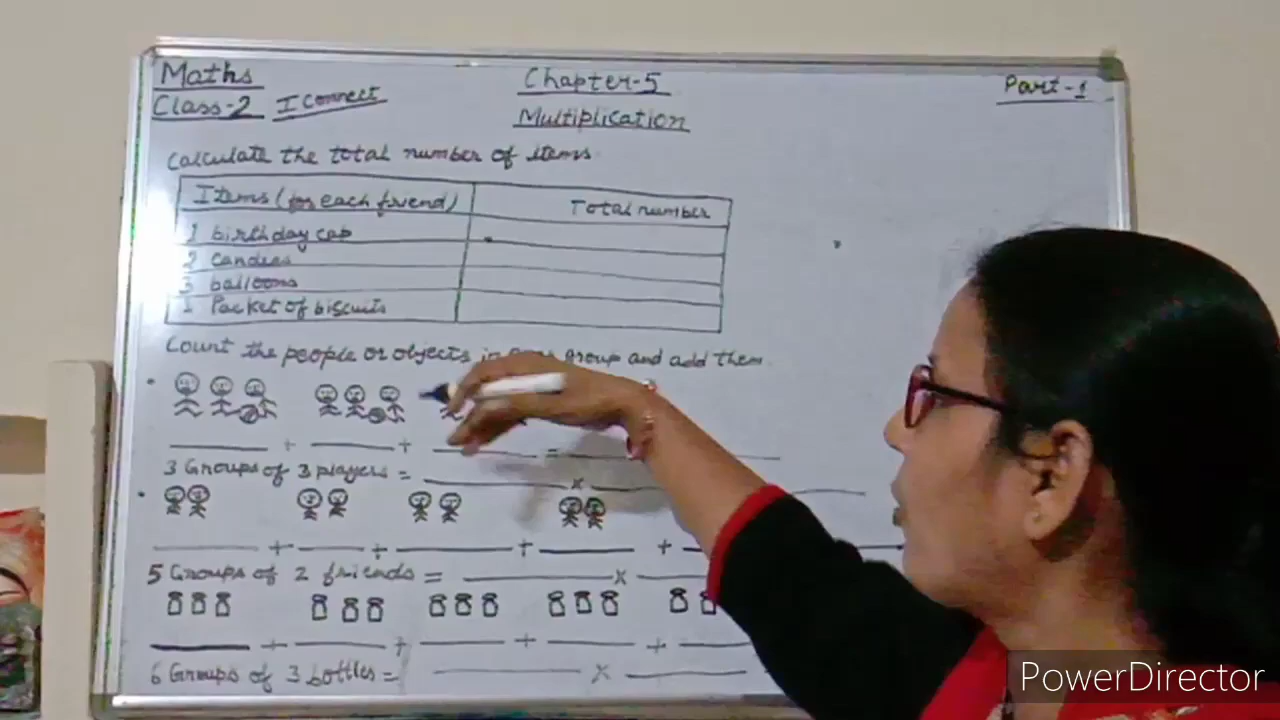 Maths
Class-2 I Connect
Chapter-5
Multiplication
Part-1
Calculate the total number of items.
Items (for each friend) Total number
1 birthday cap
2 candies
3 balloons
1 Packet of biscuits
Count the people or objects in group and add them.
+ + =
3 Groups of 3 players = x
+ + + +
5 Groups of 2 friends = x
+ + + +
6 Groups of 3 bottles = x
PowerDirector